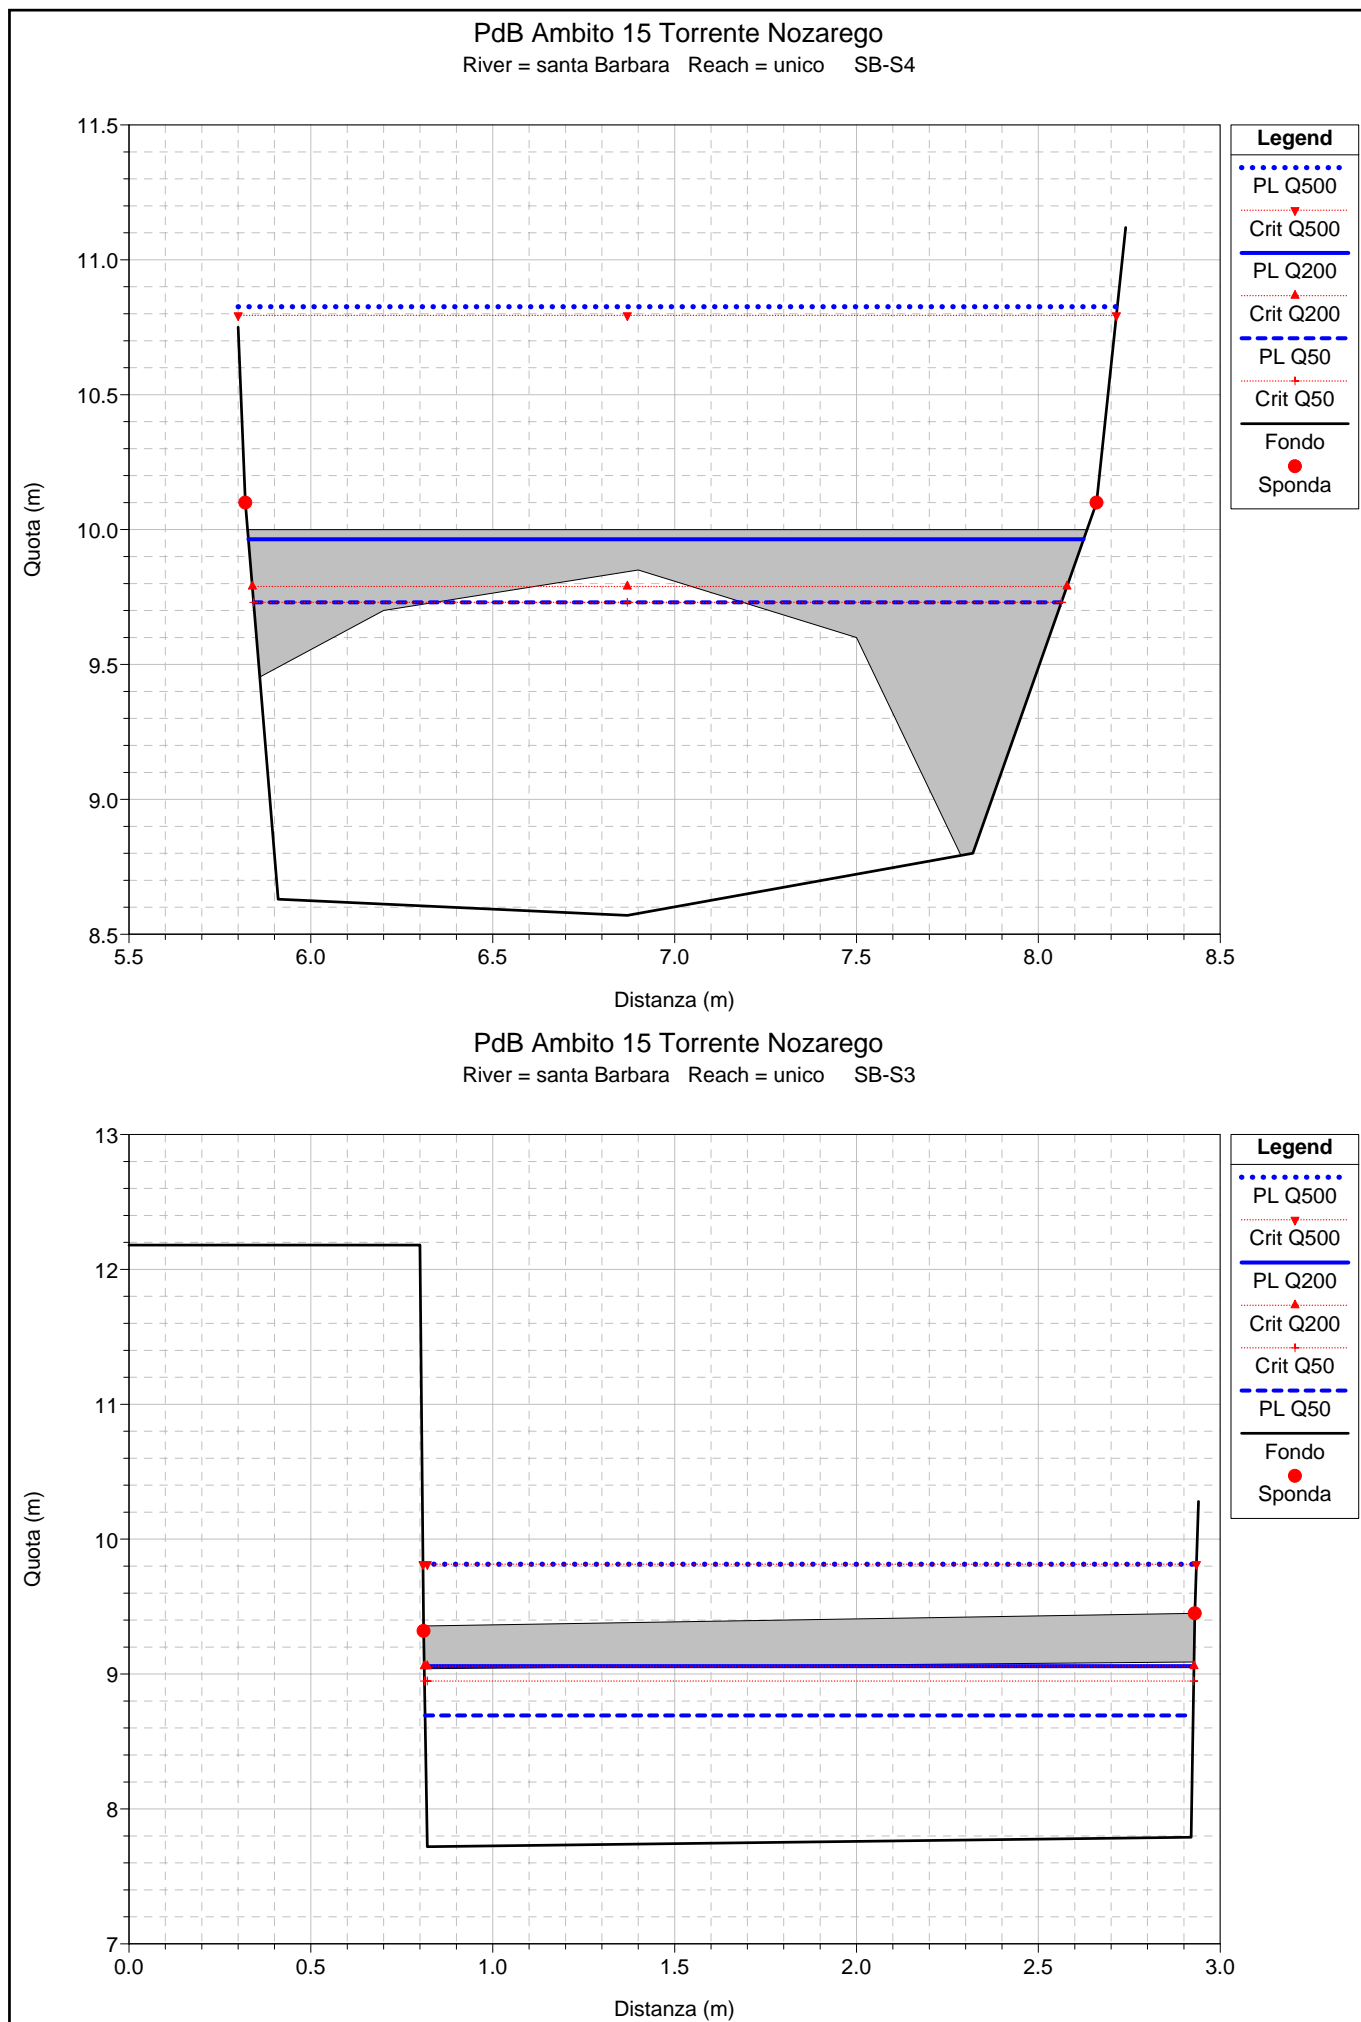 PdB Ambito 15 Torrente Nozarego
River = santa Barbara Reach = unico SB-S4
11.5
11.0
10.5
10.0
9.5
9.0
8.5
Quota (m)
5.5 6.0 6.5 7.0 7.5 8.0 8.5
Distanza (m)
Legend
PL Q500
Crit Q500
PL Q200
Crit Q200
PL Q50
Crit Q50
Fondo
Sponda
PdB Ambito 15 Torrente Nozarego
River = santa Barbara Reach = unico SB-S3
13
12
11
10
9
8
7
Quota (m)
0.0 0.5 1.0 1.5 2.0 2.5 3.0
Distanza (m)
Legend
PL Q500
Crit Q500
PL Q200
Crit Q200
Crit Q50
PL Q50
Fondo
Sponda